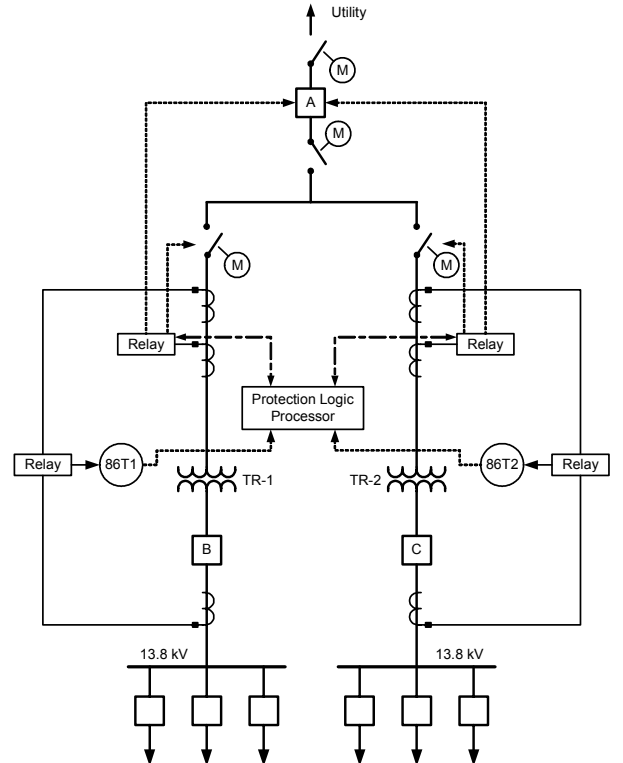 Utility
M
A
M
M
M
Relay
Relay
Protection Logic
Processor
Relay
86T1
86T2
Relay
TR-1
TR-2
B
C
13.8 kV
13.8 kV